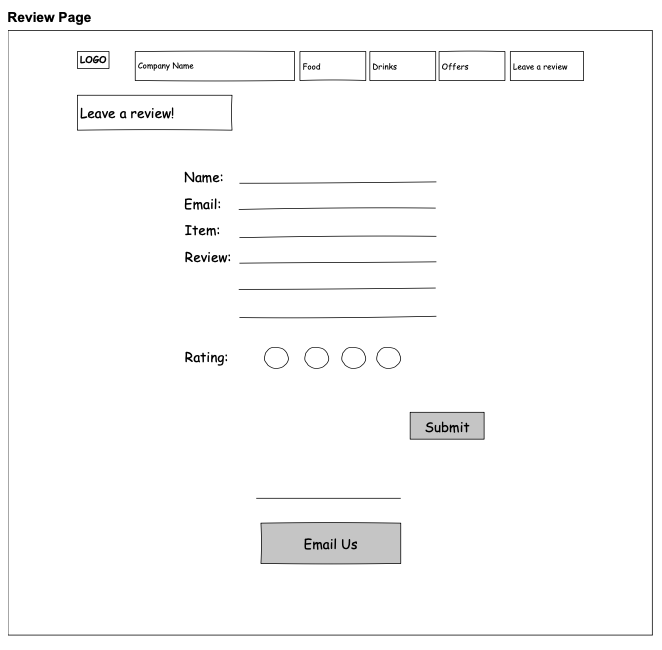 Review Page
LOGO
Company Name
Food
Drinks
Offers
Leave a review
Leave a review!
Name:
Email:
Item:
Review:
Rating:
Submit
Email Us